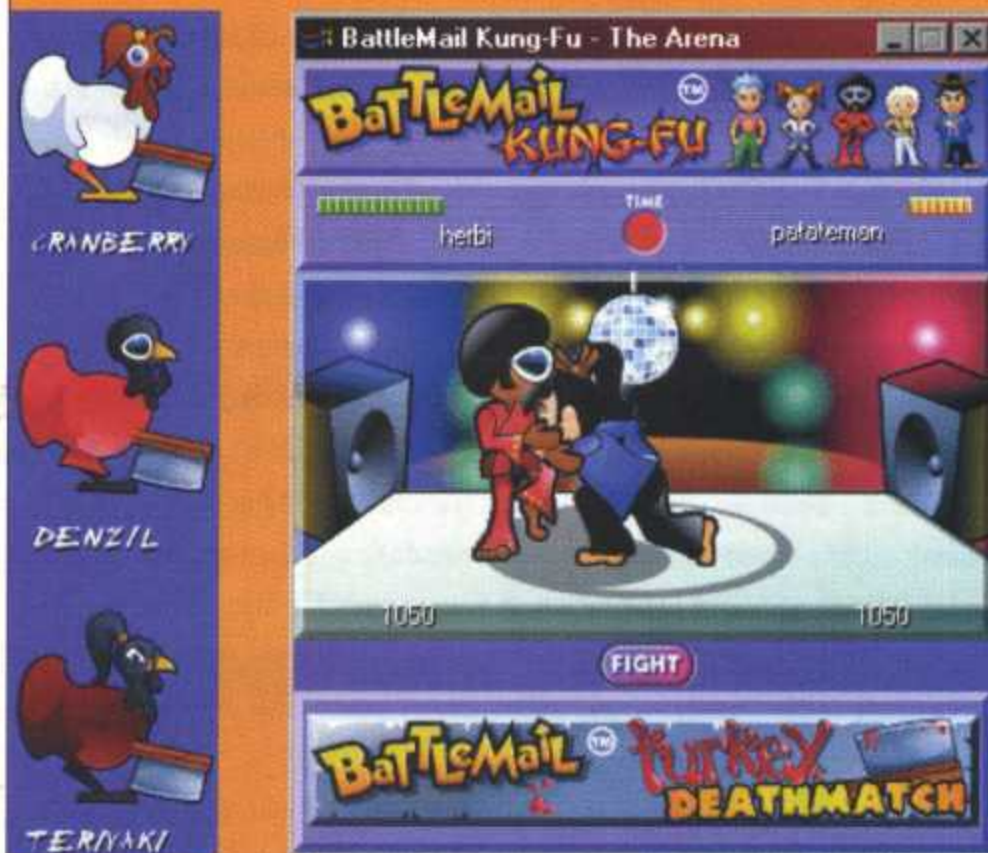 CRANBERRY
DENZIL
TERIYAKI
BattleMail Kung-Fu - The Arena
BATTLEMAIL TM
KUNG-FU
TIME
herbi
patateman
1050
1050
FIGHT
BATTLEMAIL TM turkey
DEATHMATCH